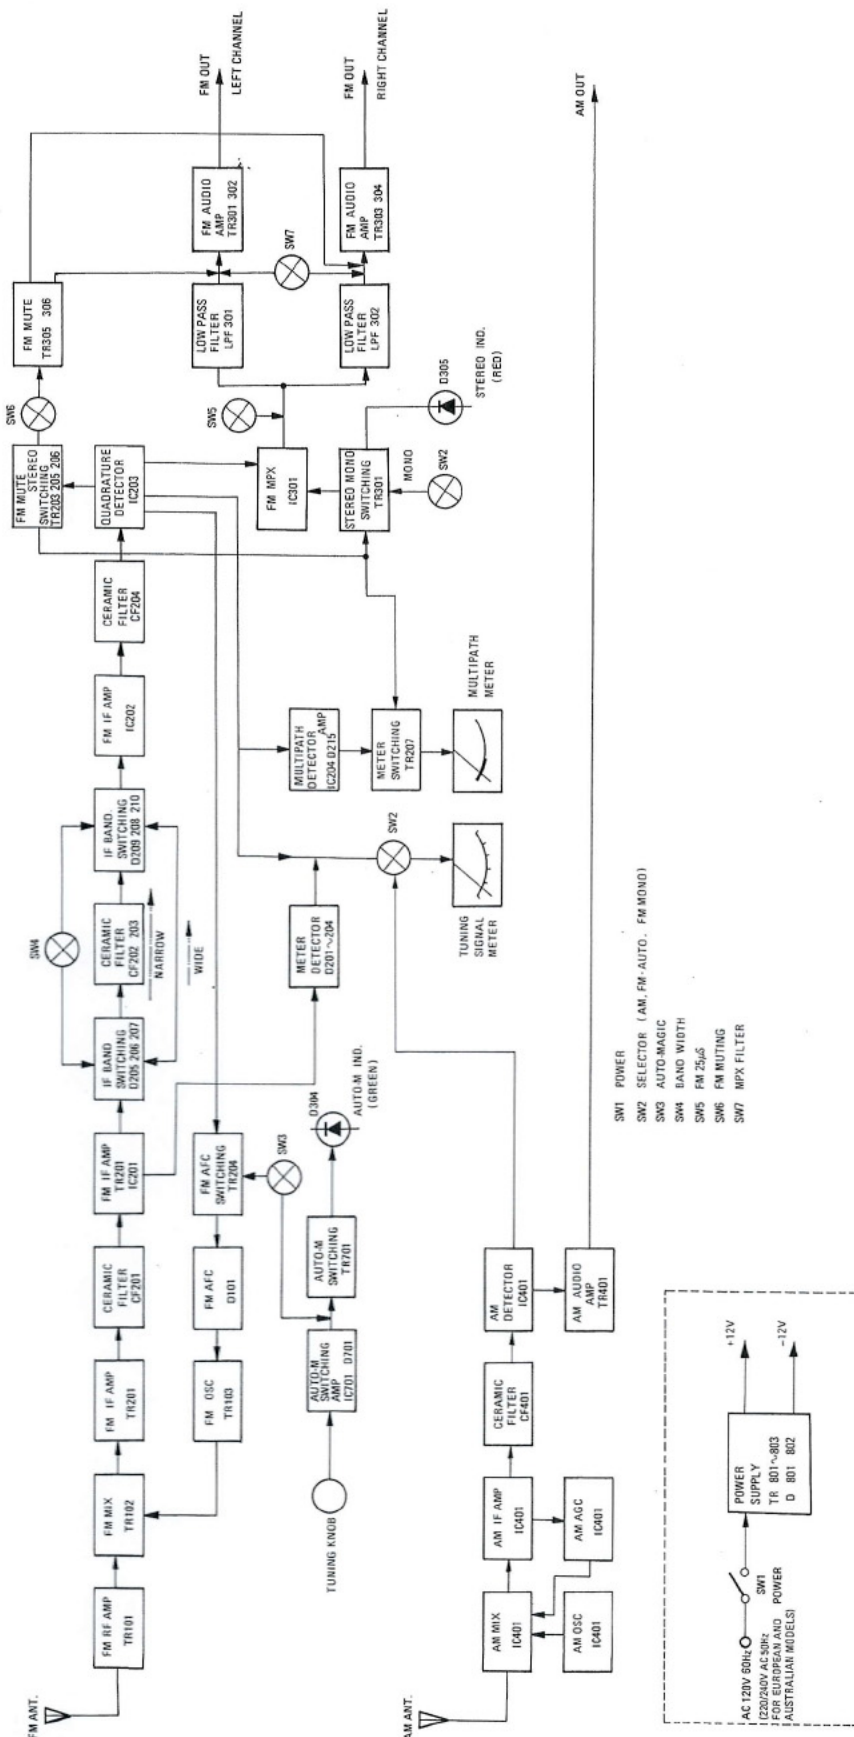 FM ANT.
FM RF AMP
TR101
FM MIX
TR102
FM IF AMP
TR201
CERAMIC
FILTER
CF201
FM IF AMP
TR201
IC201
IF BAND
SWITCHING
D205 206 207
SW4
CERAMIC
FILTER
CF202 203
NARROW
WIDE
IF BAND.
SWITCHING
D209 208 210
FM IF AMP
IC202
CERAMIC
FILTER
CF204
QUADRATURE
DETECTOR
IC203
FM MUTE
STEREO
SWITCHING
TR203 205 206
SW6
FM MUTE
TR305 306
FM OSC
TR103
FM AFC
D101
FM AFC
SWITCHING
TR204
SW3
TUNING KNOB
AUTO-M
SWITCHING
AMP
IC701 D701
AUTO-M
SWITCHING
TR701
D304
AUTO-M IND.
(GREEN)
METER
DETECTOR
D201~204
MULTIPATH
DETECTOR
AMP
IC204 D215
METER
SWITCHING
TR207
MULTIPATH
METER
SW2
TUNING
SIGNAL
METER
SW5
FM MPX
IC301
STEREO MONO
SWITCHING
TR301
MONO
SW2
D305
STEREO IND.
(RED)
LOW PASS
FILTER
LPF 301
SW7
LOW PASS
FILTER
LPF 302
FM AUDIO
AMP
TR301 302
FM AUDIO
AMP
TR303 304
FM OUT
LEFT CHANNEL
FM OUT
RIGHT CHANNEL
AM ANT.
AM MIX
IC401
AM OSC
IC401
AM IF AMP
IC401
AM AGC
IC401
CERAMIC
FILTER
CF401
AM
DETECTOR
IC401
AM AUDIO
AMP
TR401
AM OUT
SW1 POWER
SW2 SELECTOR (AM, FM-AUTO. FM MONO)
SW3 AUTO-MAGIC
SW4 BAND WIDTH
SW5 FM 25μS
SW6 FM MUTING
SW7 MPX FILTER
AC 120V 60Hz
(220/240V AC 50Hz
FOR EUROPEAN AND
AUSTRALIAN MODELS)
SW1
POWER
POWER
SUPPLY
TR 801~803
D 801 802
+12V
-12V